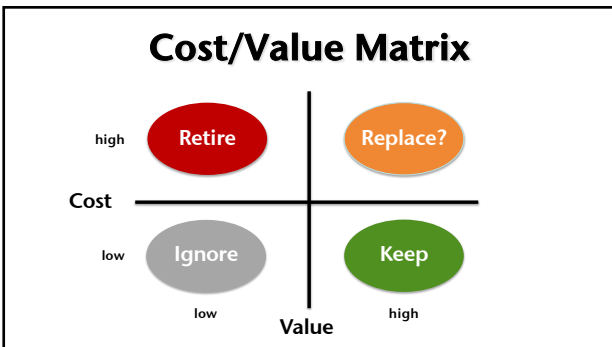 Cost/Value Matrix
high
Retire
Replace?
Cost
low
Ignore
Keep
low
high
Value